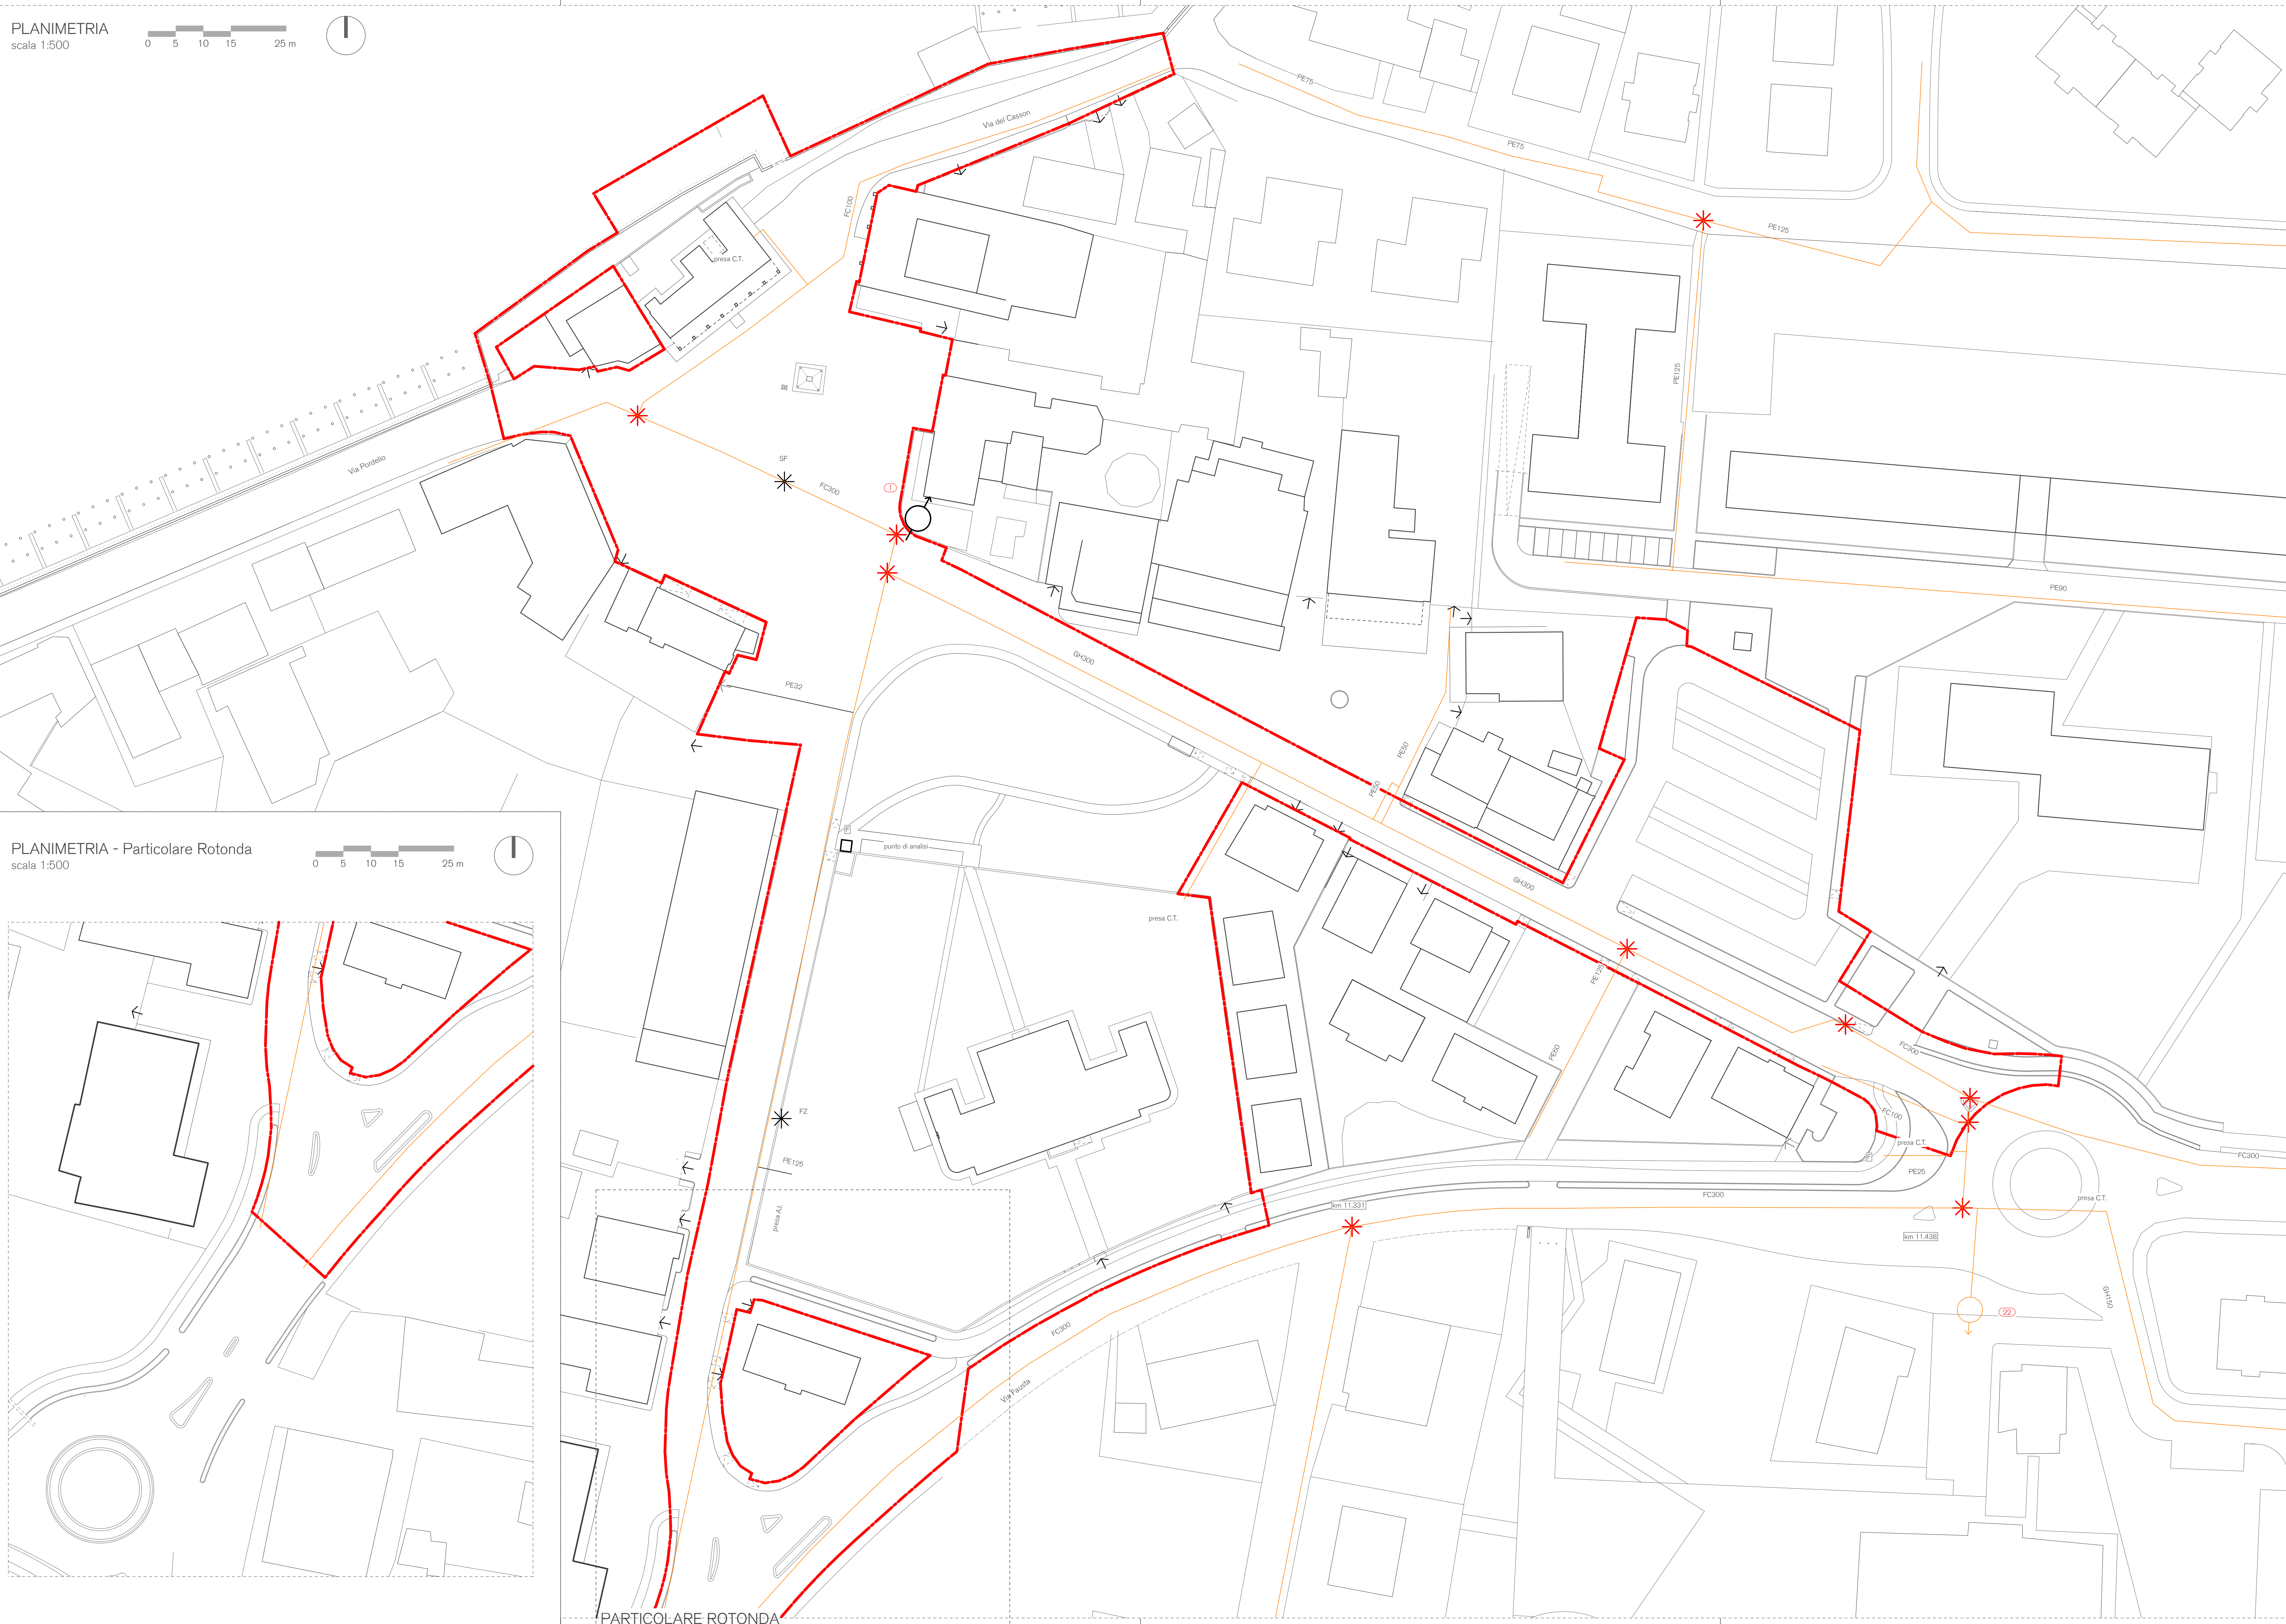 PLANIMETRIA
scala 1:500
0 5 10 15 25 m
Via del Casson
PE75
PE75
FC100
PE125
presa C.T.
PE125
Via Pordelio
SF
FC300
1
PE90
GH300
PE32
PE50
PE50
F
punto di analisi
GH300
presa C.T.
PE125
PE60
FC300
FC100
presa C.T.
F
PE25
FC300
FZ
PE125
presa A.I.
km 11.331
FC300
presa C.T.
km 11.438
GH150
22
FC300
Via Fausta
PLANIMETRIA - Particolare Rotonda
scala 1:500
0 5 10 15 25 m
PARTICOLARE ROTONDA